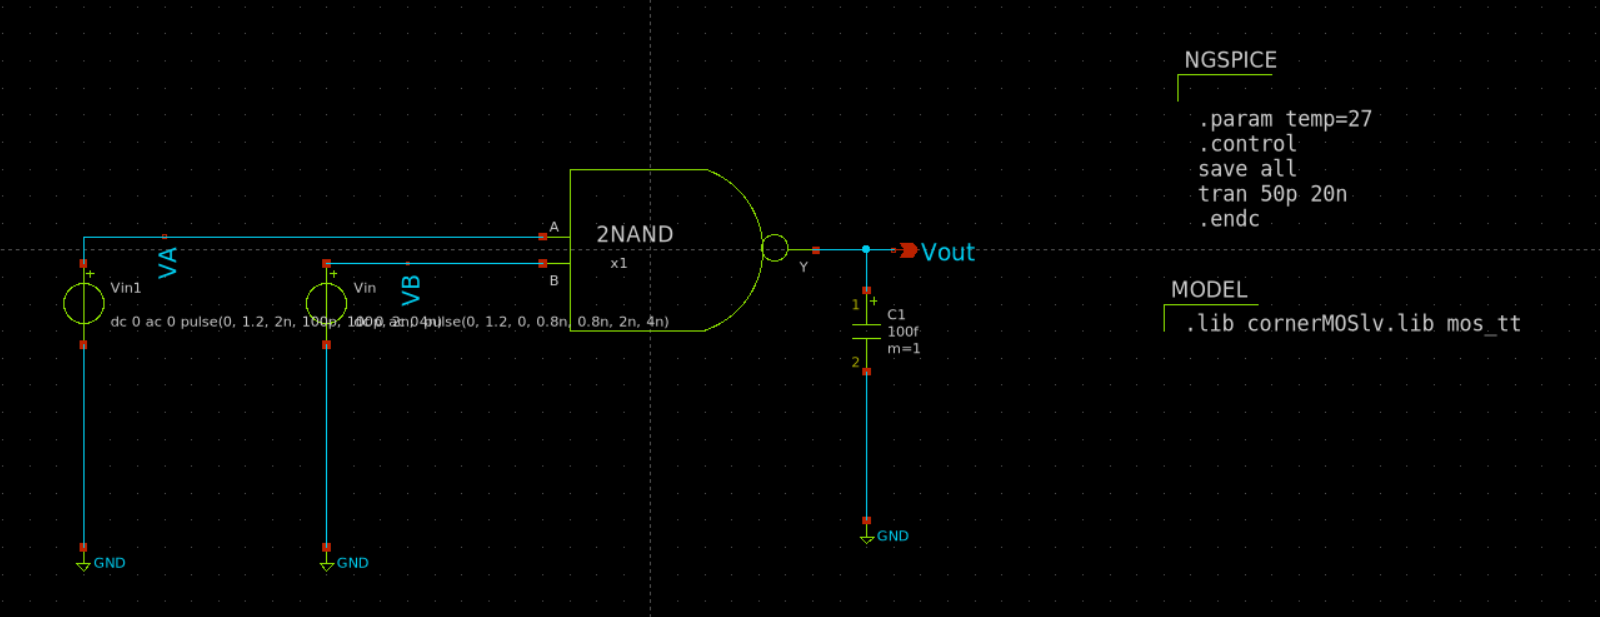 NGSPICE
.param temp=27
.control
save all
tran 50p 20n
.endc
A
2NAND
x1
B
Y
Vout
VA
VB
+
Vin1
dc 0 ac 0 pulse(0, 1.2, 2n, 100p, 100p, 2n, 4n)
+
Vin
dc 0 ac 0 pulse(0, 1.2, 0, 0.8n, 0.8n, 2n, 4n)
1
+
C1
100f
m=1
2
MODEL
.lib cornerMOSlv.lib mos_tt
GND
GND
GND